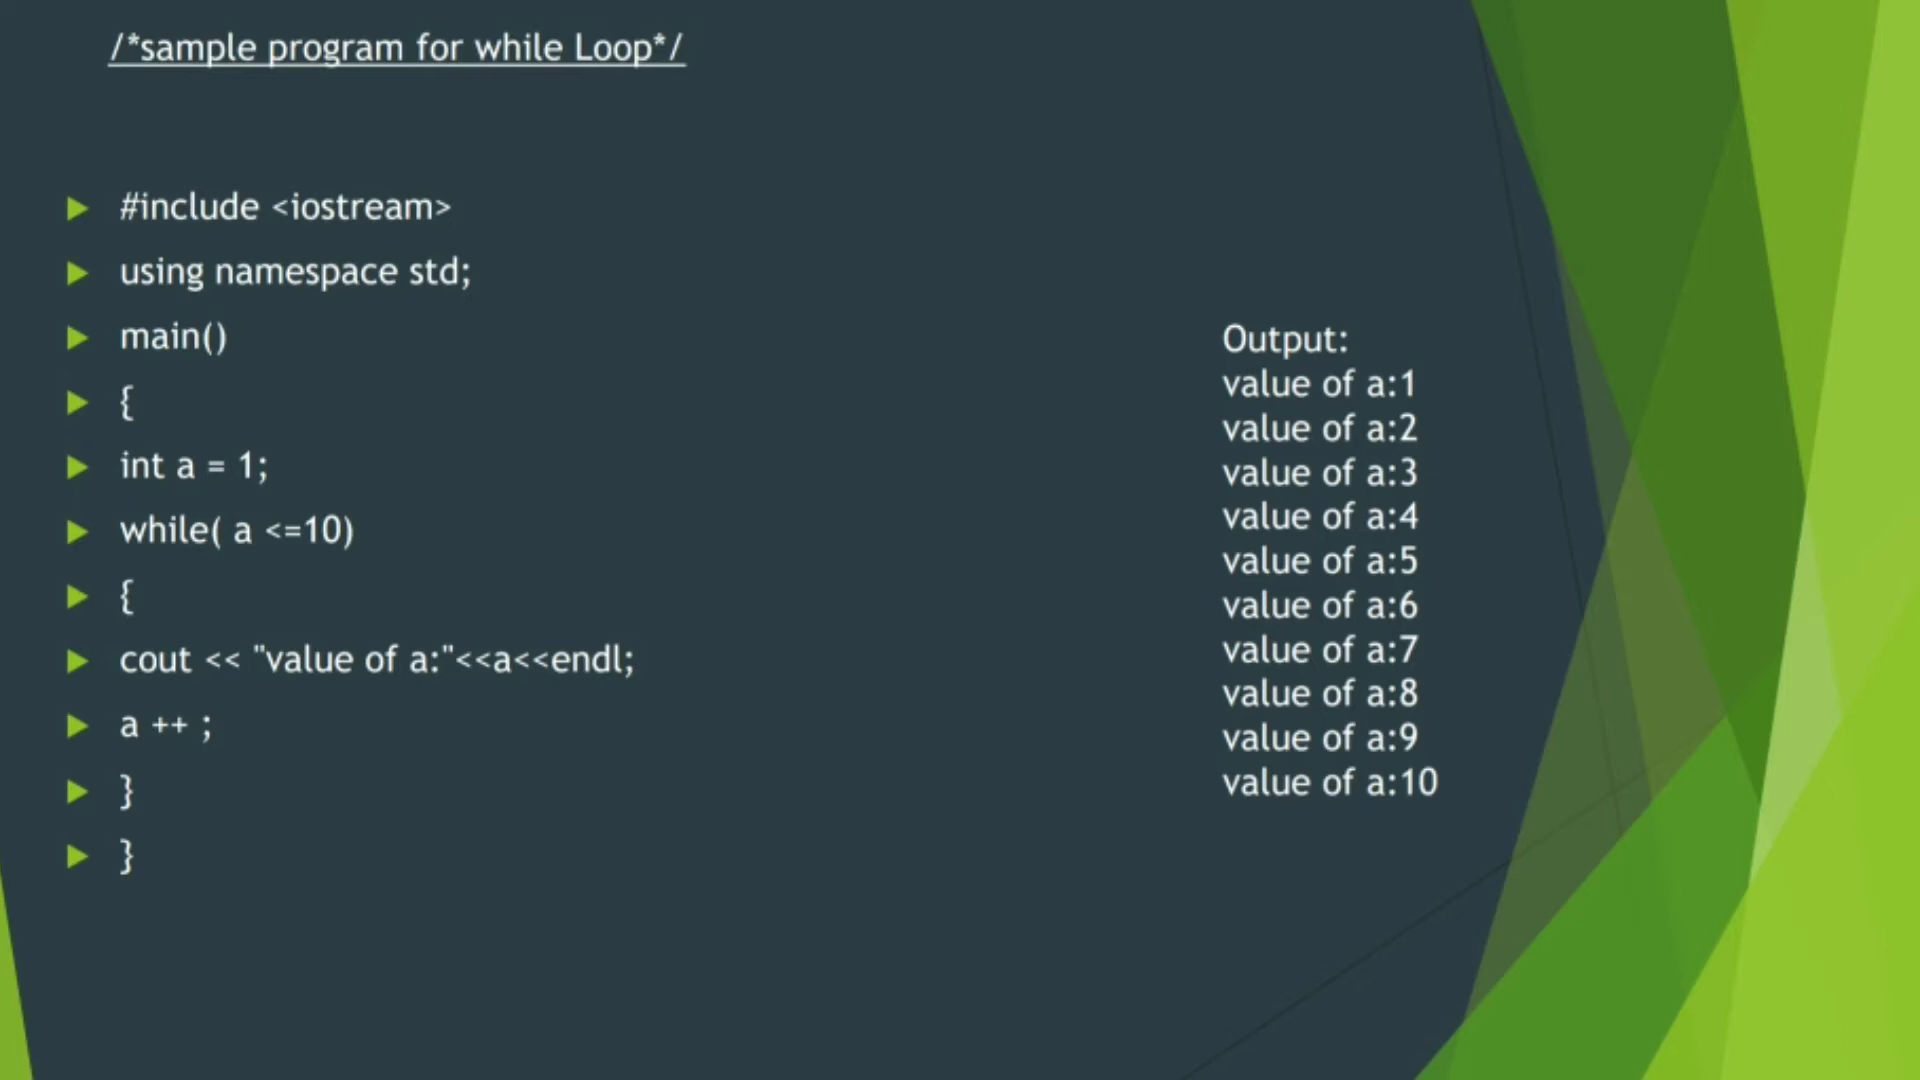 /*sample program for while Loop*/
#include <iostream>
using namespace std;
main()
{
int a = 1;
while( a <=10)
{
cout << "value of a:"<<a<<endl;
a ++ ;
}
}
Output:
value of a:1
value of a:2
value of a:3
value of a:4
value of a:5
value of a:6
value of a:7
value of a:8
value of a:9
value of a:10